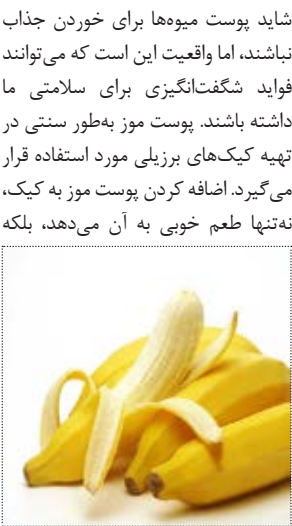 شاید پوست میوه‌ها برای خوردن جذاب
نباشند، اما واقعیت این است که می‌توانند
فواید شگفت‌انگیزی برای سلامتی ما
داشته باشند. پوست موز به‌طور سنتی در
تهیه کیک‌های برزیلی مورد استفاده قرار
می‌گیرد. اضافه کردن پوست موز به کیک،
نه‌تنها طعم خوبی به آن می‌دهد، بلکه